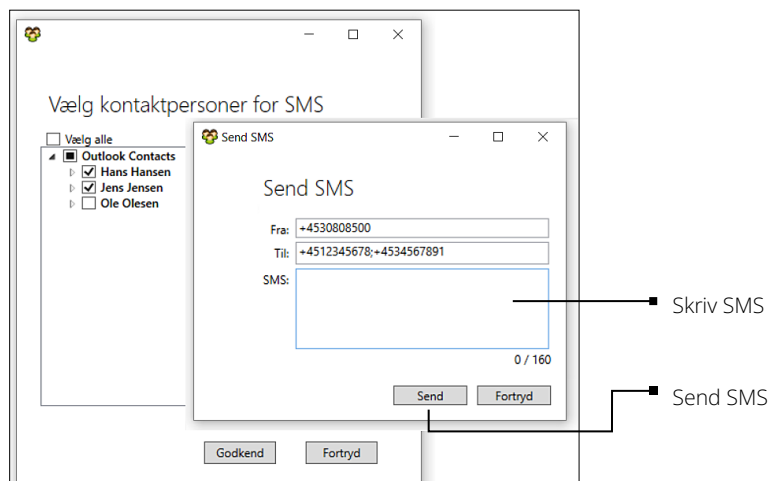 Vælg kontaktpersoner for SMS
Vælg alle
Outlook Contacts
Hans Hansen
Jens Jensen
Ole Olesen
Send SMS
Send SMS
Fra: +4530808500
Til: +4512345678;+4534567891
SMS:
0 / 160
Send Fortryd
Godkend Fortryd
Skriv SMS
Send SMS